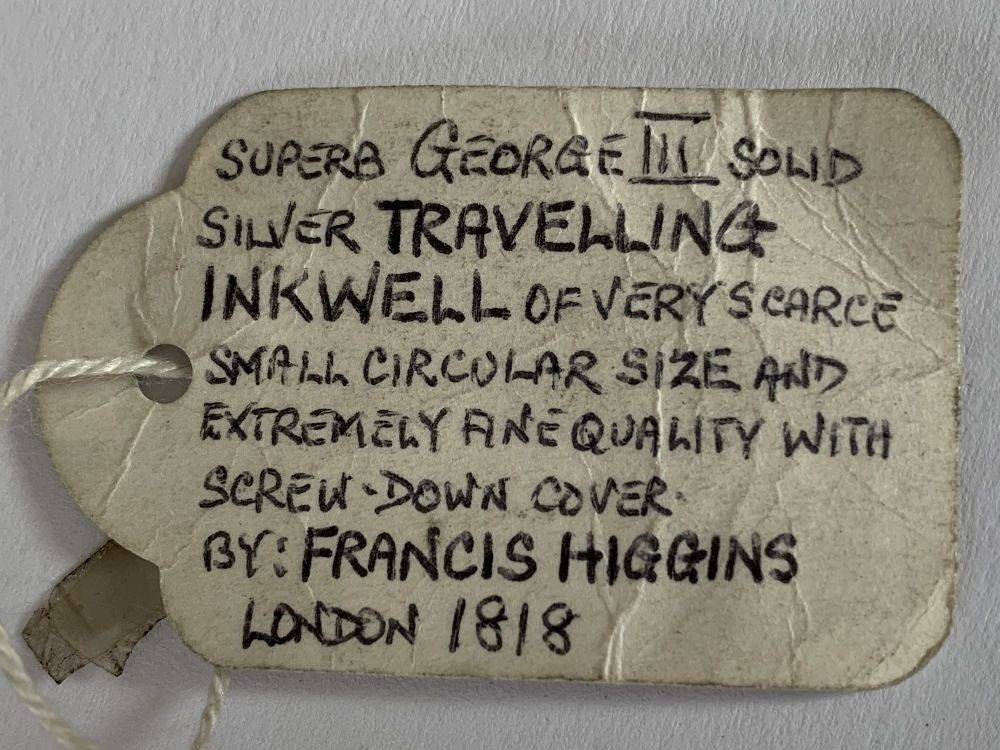 SUPERB GEORGE III SOLID
SILVER TRAVELLING
INKWELL OF VERY SCARCE
SMALL CIRCULAR SIZE AND
EXTREMELY FINE QUALITY WITH
SCREW-DOWN COVER.
BY: FRANCIS HIGGINS
LONDON 1818